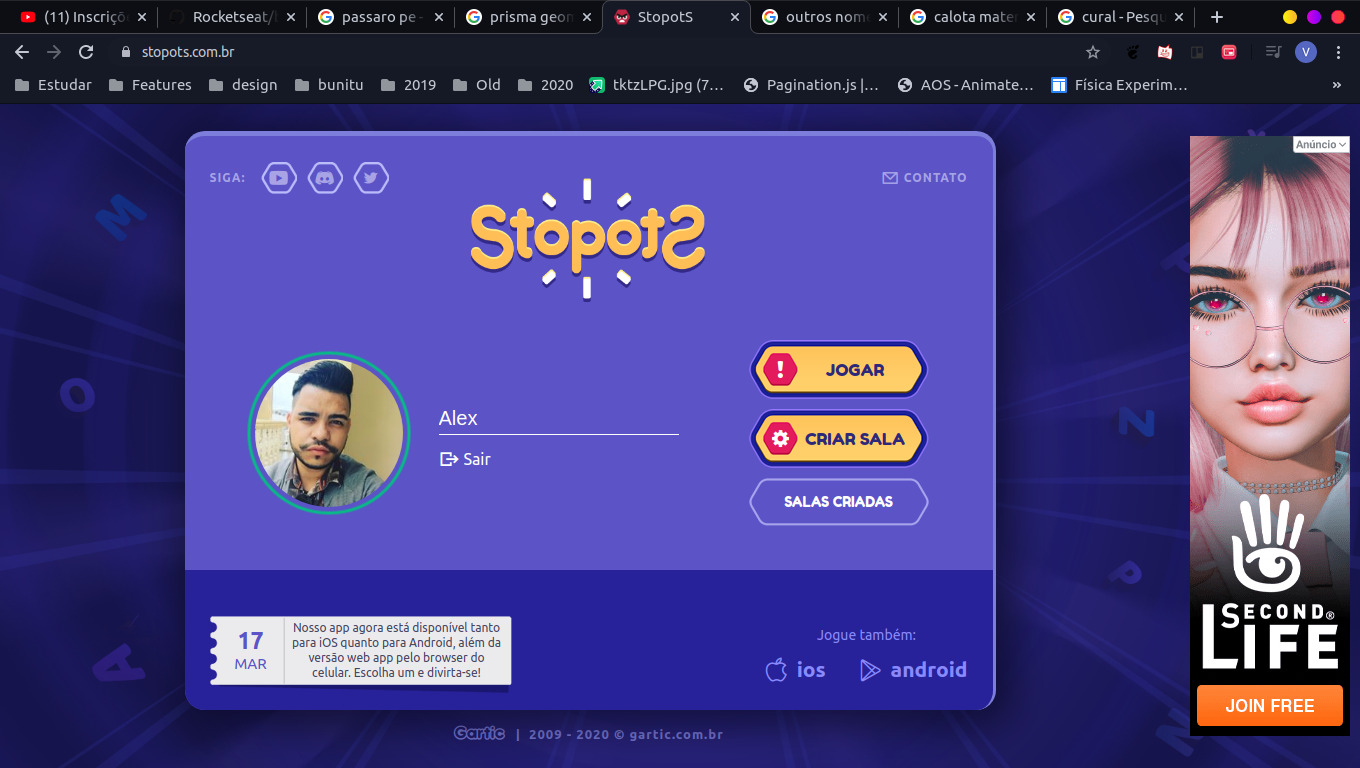 (11) Inscriçõ
Rocketseat/
passaro pe -
prisma geon
StopotS
outros nome
calota mater
cural - Pesqu
stopots.com.br
V
Estudar
Features
design
bunitu
2019
Old
2020
tktzLPG.jpg (7…
Pagination.js |…
AOS - Animate…
Física Experim…
»
SIGA:
CONTATO
StopotS
Alex
Sair
JOGAR
CRIAR SALA
SALAS CRIADAS
17
MAR
Nosso app agora está disponível tanto
para iOS quanto para Android, além da
versão web app pelo browser do
celular. Escolha um e divirta-se!
Jogue também:
ios
android
Gartic | 2009 - 2020 © gartic.com.br
Anúncio
SECOND®
LIFE
JOIN FREE